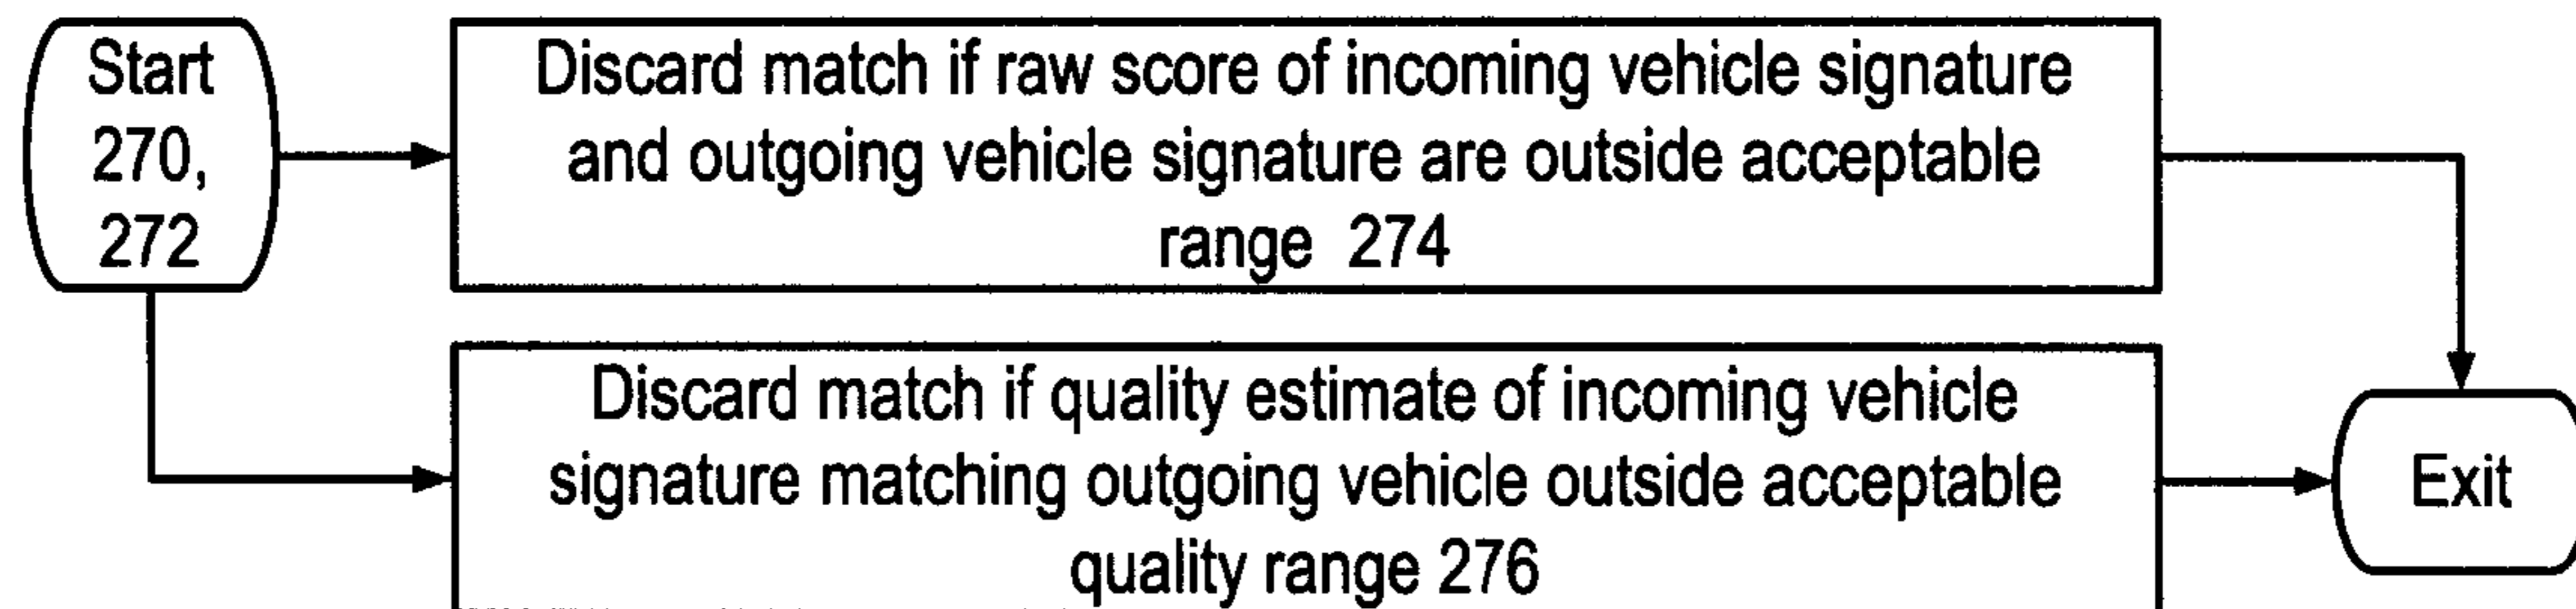 Start
270,
272
Discard match if raw score of incoming vehicle signature
and outgoing vehicle signature are outside acceptable
range 274
Discard match if quality estimate of incoming vehicle
signature matching outgoing vehicle outside acceptable
quality range 276
Exit